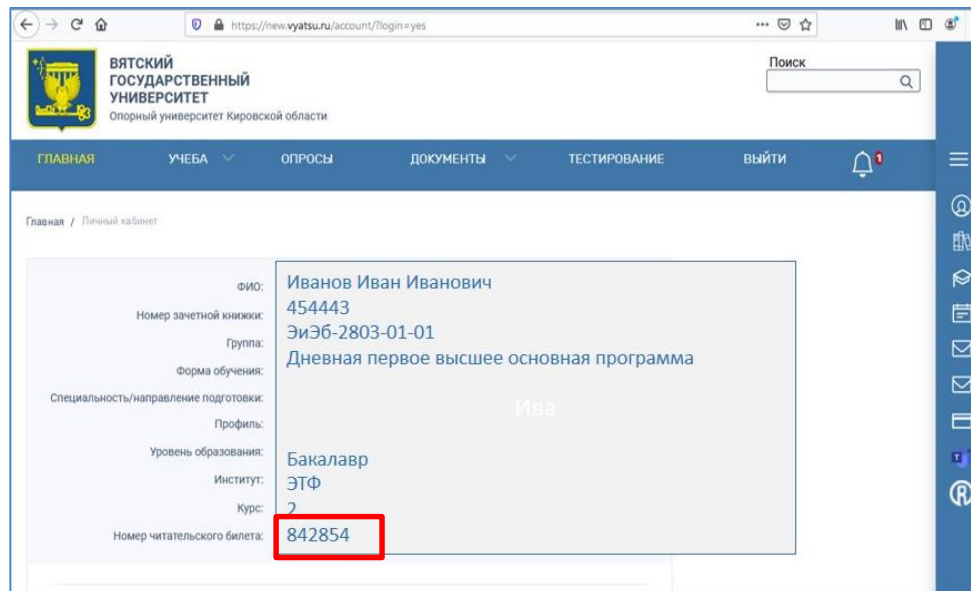 https://new.vyatsu.ru/account/?login=yes
ВЯТСКИЙ
ГОСУДАРСТВЕННЫЙ
УНИВЕРСИТЕТ
Опорный университет Кировской области
Поиск
ГЛАВНАЯ УЧЕБА ОПРОСЫ ДОКУМЕНТЫ ТЕСТИРОВАНИЕ ВЫЙТИ 1
Главная / Личный кабинет
ФИО: Иванов Иван Иванович
Номер зачетной книжки: 454443
Группа: ЭиЭб-2803-01-01
Форма обучения: Дневная первое высшее основная программа
Специальность/направление подготовки:
Ива
Профиль:
Уровень образования: Бакалавр
Институт: ЭТФ
Курс: 2
Номер читательского билета: 842854